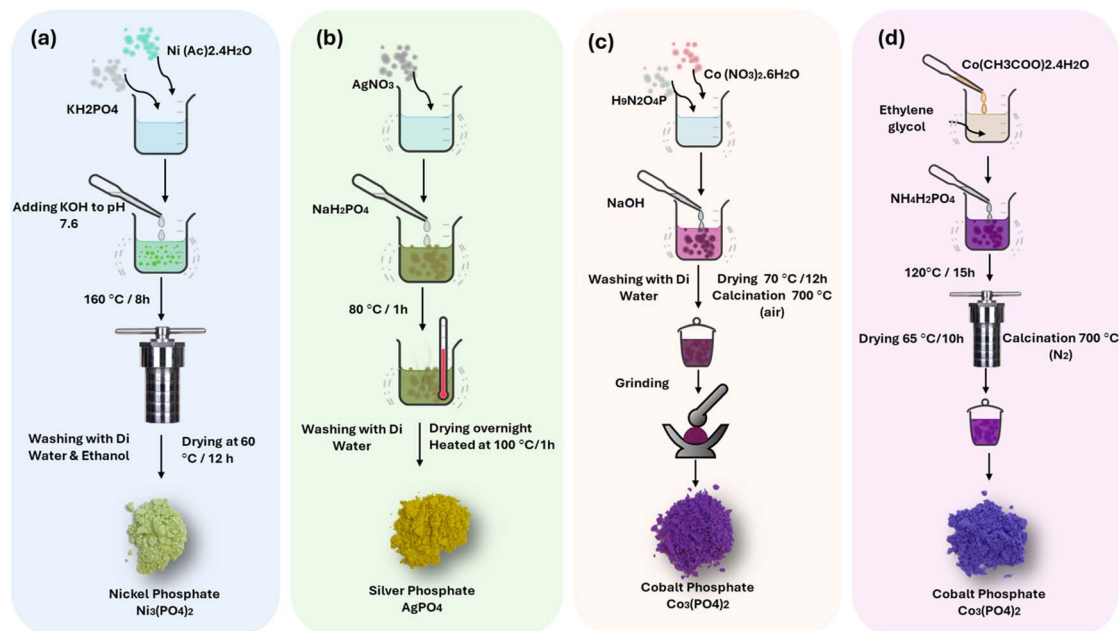 (a)
Ni (Ac)2.4H2O
KH2PO4
Adding KOH to pH
7.6
160 °C / 8h
Washing with Di
Water & Ethanol
Drying at 60
°C / 12 h
Nickel Phosphate
Ni3(PO4)2
(b)
AgNO3
NaH2PO4
80 °C / 1h
Washing with Di
Water
Drying overnight
Heated at 100 °C/1h
Silver Phosphate
AgPO4
(c)
Co (NO3)2.6H2O
H9N2O4P
NaOH
Washing with Di
Water
Drying 70 °C /12h
Calcination 700 °C
(air)
Grinding
Cobalt Phosphate
Co3(PO4)2
(d)
Co(CH3COO)2.4H2O
Ethylene
glycol
NH4H2PO4
120°C / 15h
Drying 65 °C/10h
Calcination 700 °C
(N2)
Cobalt Phosphate
Co3(PO4)2